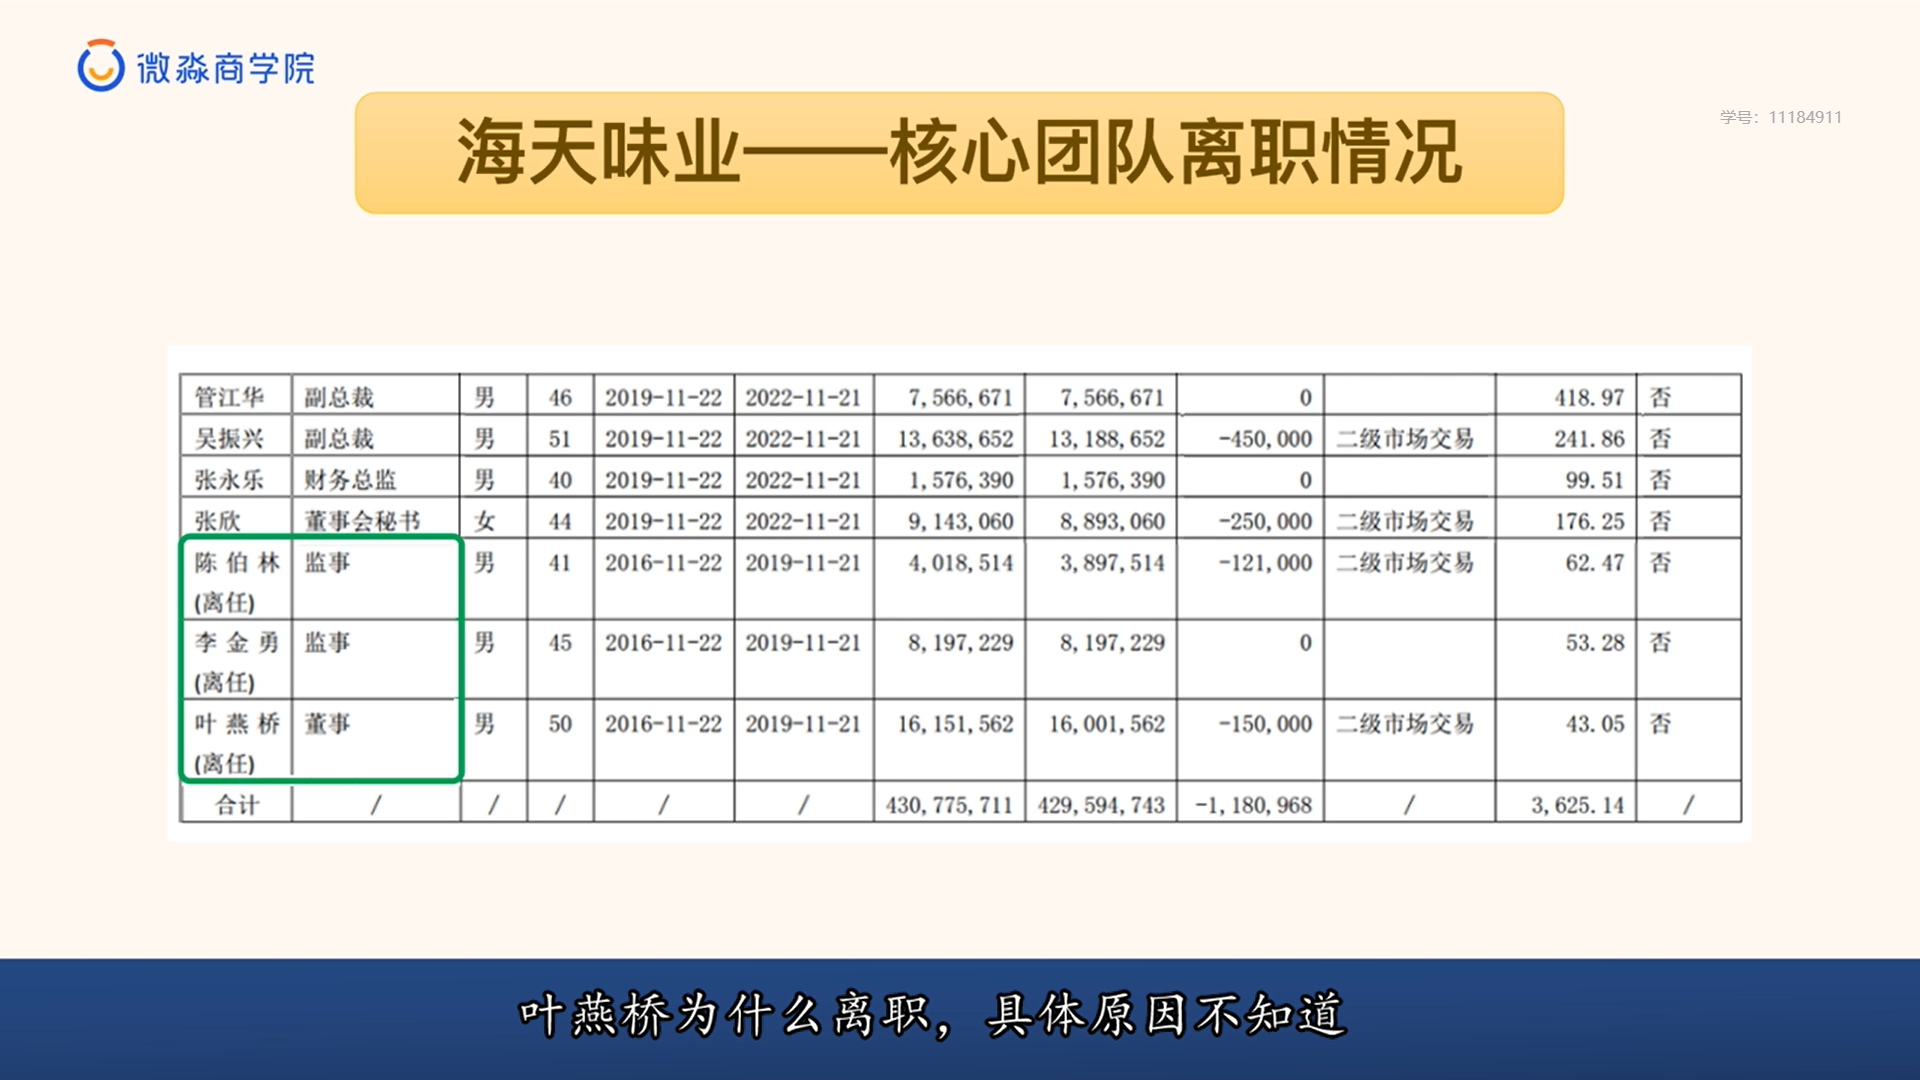 微淼商学院
学号：11184911
海天味业——核心团队离职情况
管江华 副总裁 男 46 2019-11-22 2022-11-21 7,566,671 7,566,671 0 418.97 否
吴振兴 副总裁 男 51 2019-11-22 2022-11-21 13,638,652 13,188,652 -450,000 二级市场交易 241.86 否
张永乐 财务总监 男 40 2019-11-22 2022-11-21 1,576,390 1,576,390 0 99.51 否
张欣 董事会秘书 女 44 2019-11-22 2022-11-21 9,143,060 8,893,060 -250,000 二级市场交易 176.25 否
陈伯林 监事 男 41 2016-11-22 2019-11-21 4,018,514 3,897,514 -121,000 二级市场交易 62.47 否
(离任)
李金勇 监事 男 45 2016-11-22 2019-11-21 8,197,229 8,197,229 0 53.28 否
(离任)
叶燕桥 董事 男 50 2016-11-22 2019-11-21 16,151,562 16,001,562 -150,000 二级市场交易 43.05 否
(离任)
合计 / / / / / 430,775,711 429,594,743 -1,180,968 / 3,625.14 /
叶燕桥为什么离职，具体原因不知道